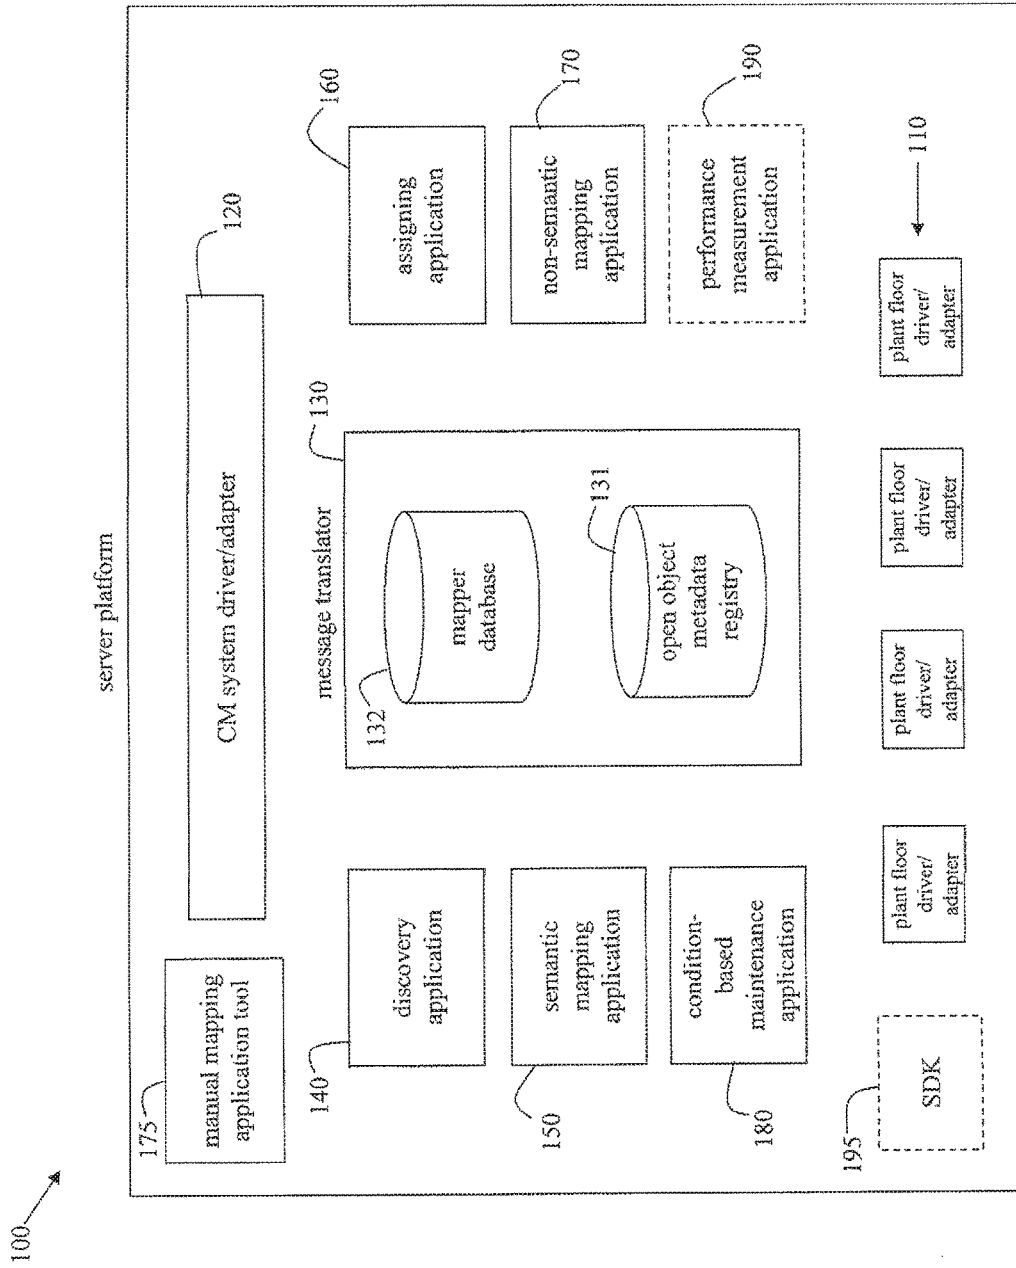 100
server platform
175
manual mapping
application tool
CM system driver/adapter
120
140
discovery
application
message translator
130
132
mapper
database
160
assigning
application
150
semantic
mapping
application
131
open object
metadata
registry
170
non-semantic
mapping
application
180
condition-
based
maintenance
application
190
performance
measurement
application
195
SDK
plant floor
driver/
adapter
plant floor
driver/
adapter
plant floor
driver/
adapter
plant floor
driver/
adapter
110